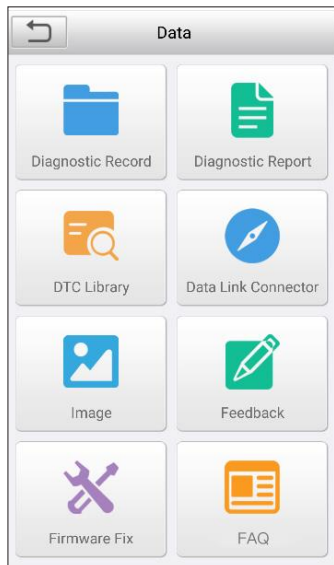 Data
Diagnostic Record
Diagnostic Report
DTC Library
Data Link Connector
Image
Feedback
Firmware Fix
FAQ